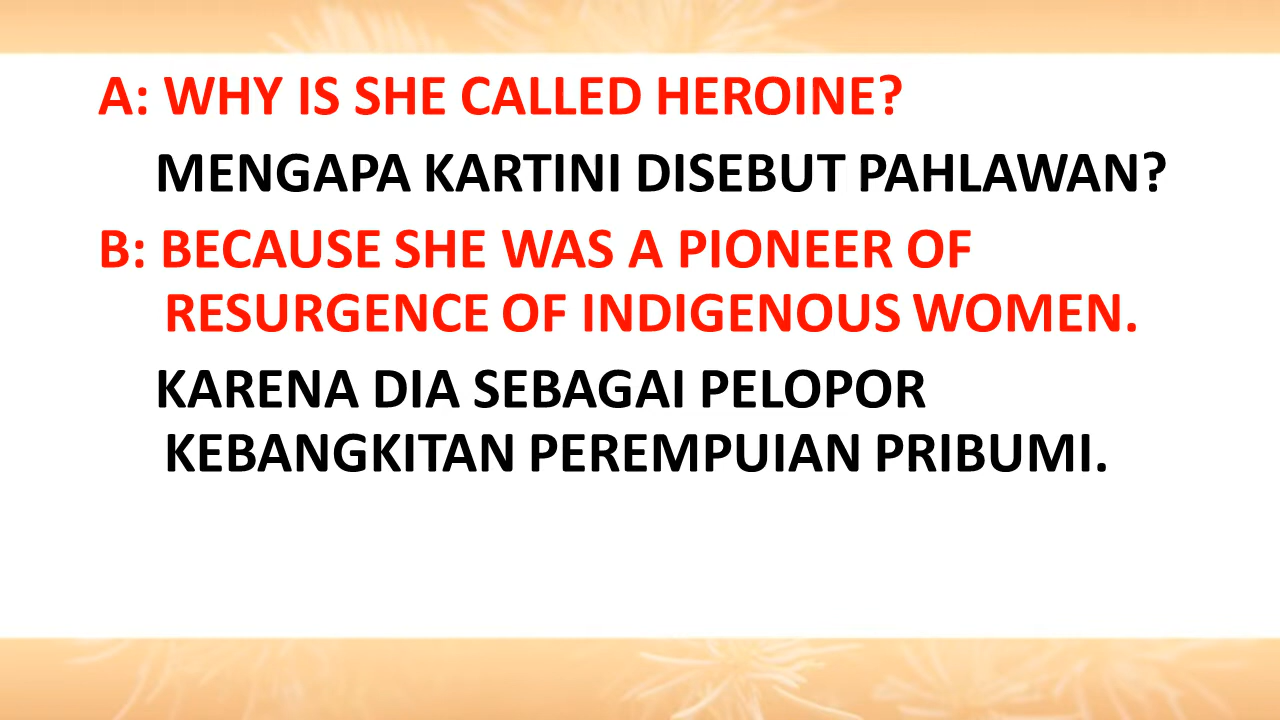 A: WHY IS SHE CALLED HEROINE?
MENGAPA KARTINI DISEBUT PAHLAWAN?
B: BECAUSE SHE WAS A PIONEER OF
RESURGENCE OF INDIGENOUS WOMEN.
KARENA DIA SEBAGAI PELOPOR
KEBANGKITAN PEREMPUIAN PRIBUMI.